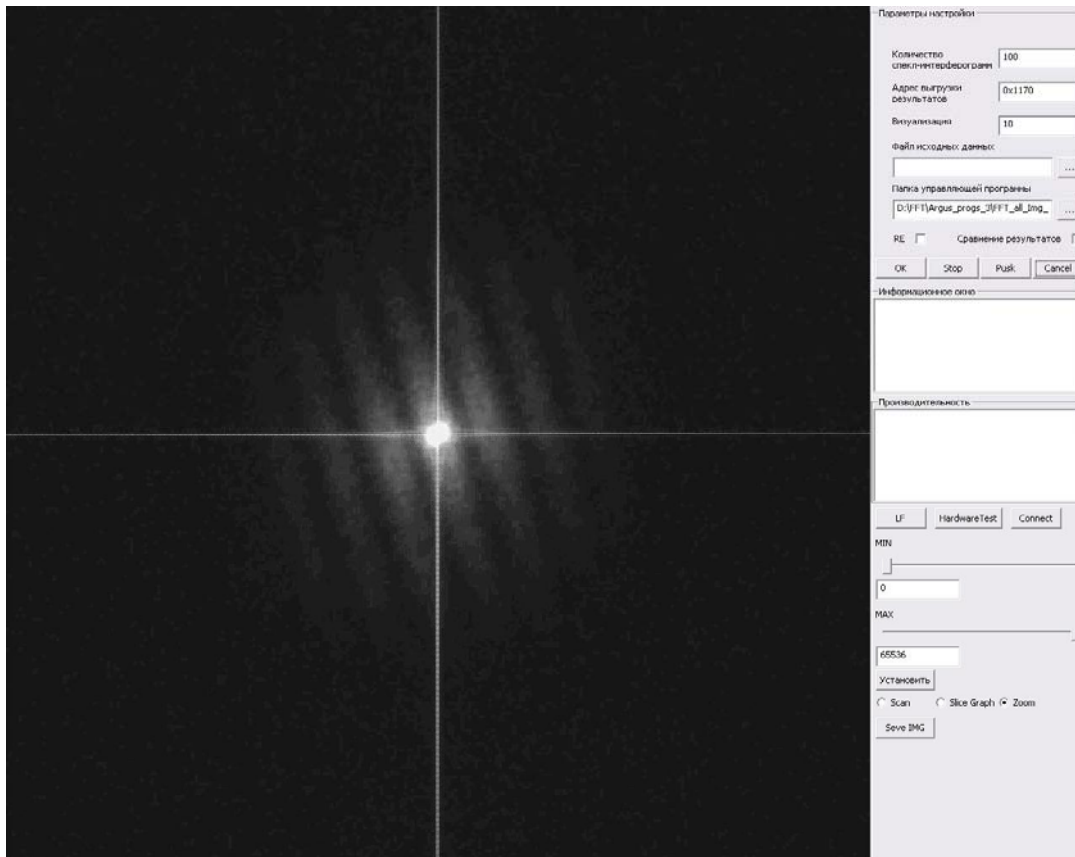 Параметры настройки
Количество
спекл-интерферограмм
100
Адрес выгрузки
результатов
0x1170
Визуализация
10
Файл исходных данных
...
Папка управляющей программы
D:\FFT\Argus_progs_3\FFT_all_Img_
...
RE
Сравнение результатов
OK
Stop
Pusk
Cancel
Информационное окно
Производительность
LF
HardwareTest
Connect
MIN
0
MAX
65536
Установить
Scan
Slice Graph
Zoom
Seve IMG